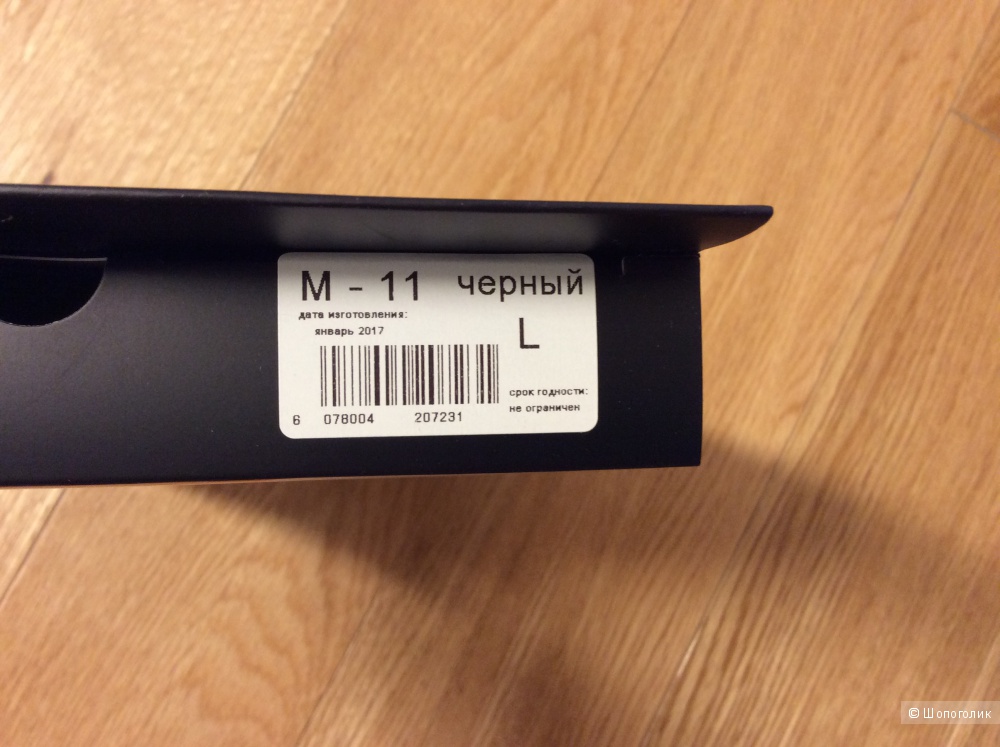 М - 11 черный
дата изготовления:
январь 2017
L
срок годности:
не ограничен
6 078004 207231
© Шопоголик